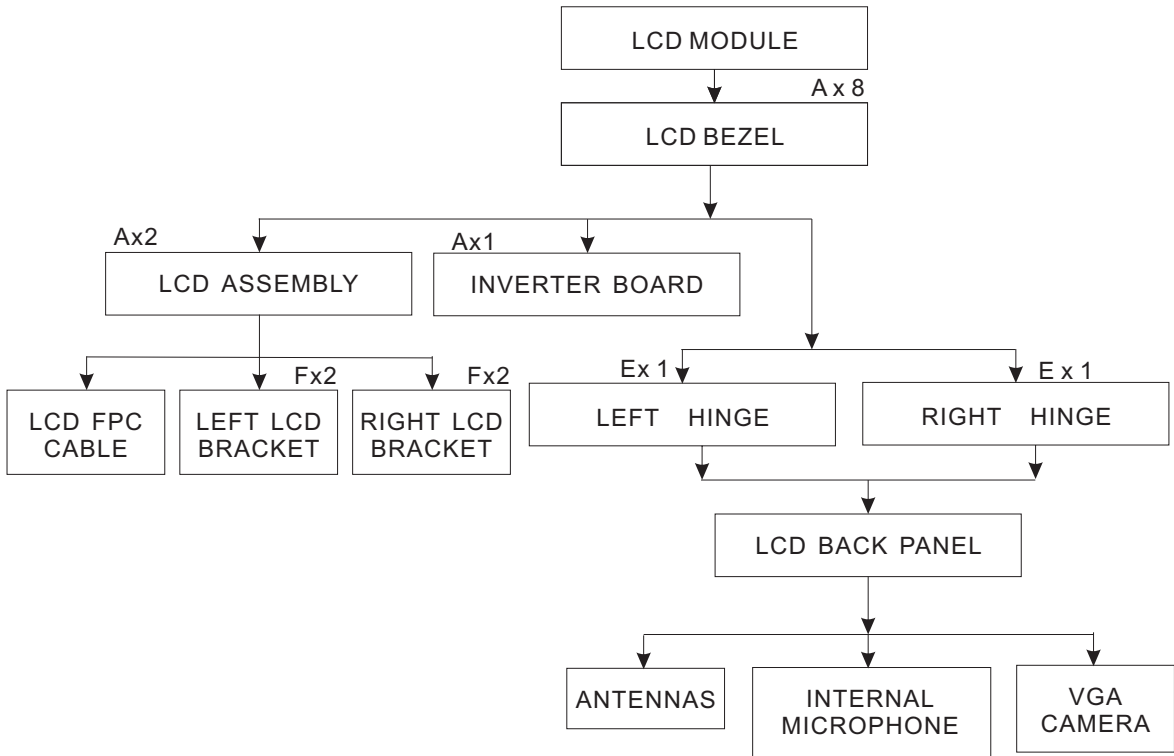 LCD MODULE
A x 8
LCD BEZEL
Ax2
LCD ASSEMBLY
Ax1
INVERTER BOARD
Fx2
Fx2
LCD FPC
CABLE
LEFT LCD
BRACKET
RIGHT LCD
BRACKET
Ex 1
LEFT HINGE
E x 1
RIGHT HINGE
LCD BACK PANEL
ANTENNAS
INTERNAL
MICROPHONE
VGA
CAMERA